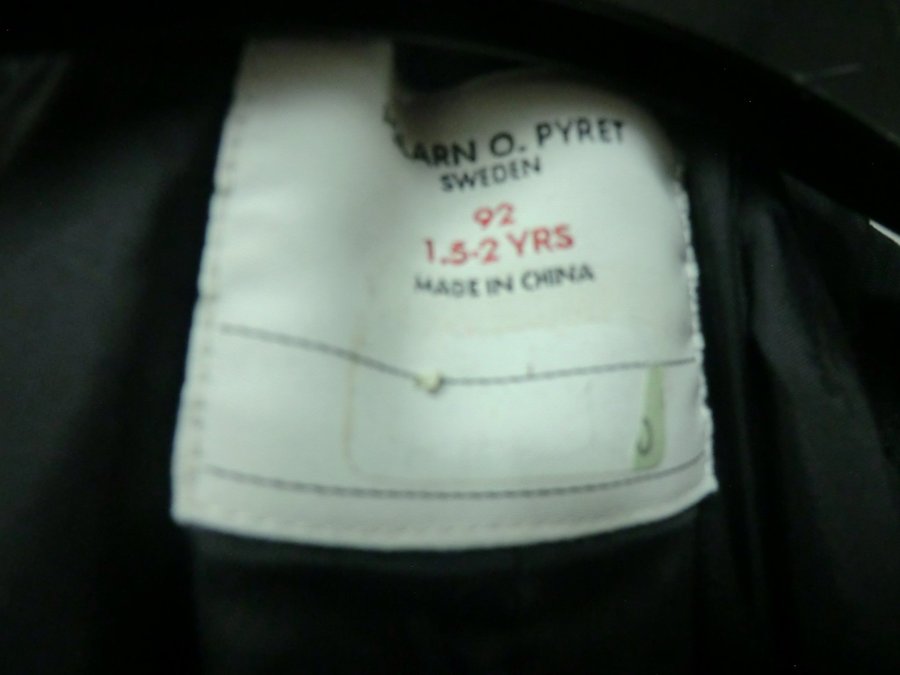 ARN O. PYRET
SWEDEN
92
1.5-2 YRS
MADE IN CHINA